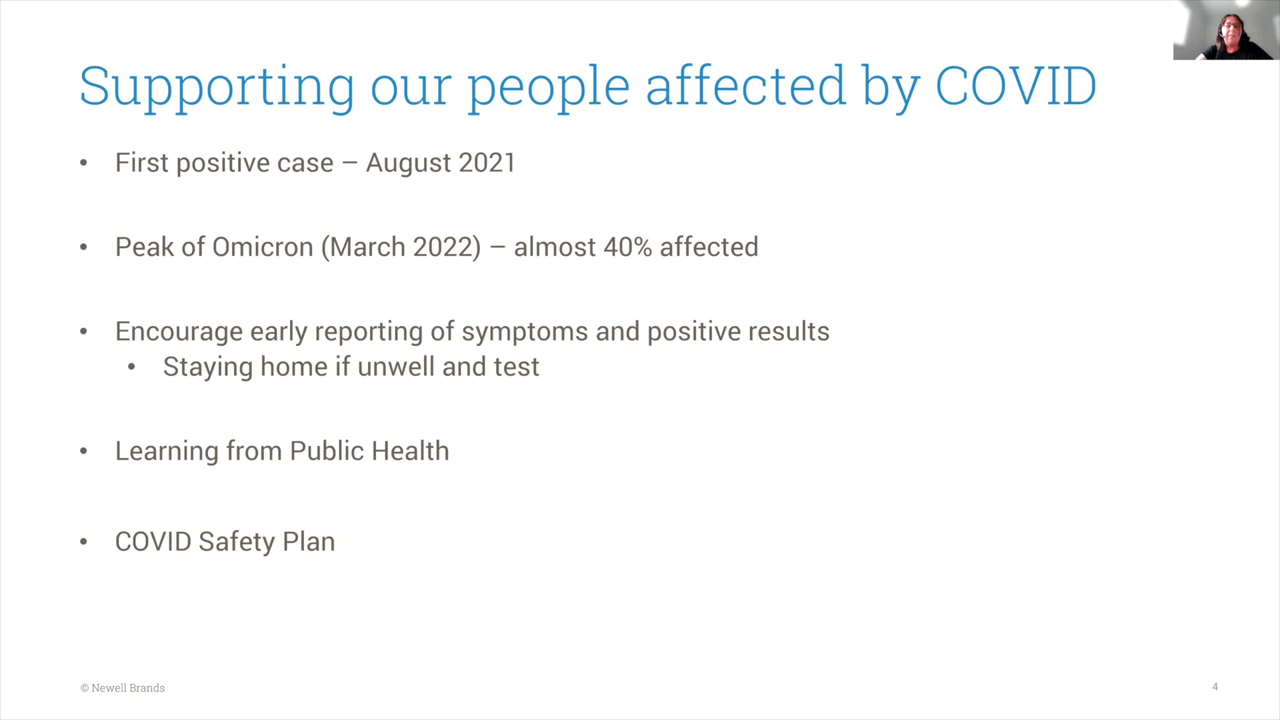 Supporting our people affected by COVID
• First positive case – August 2021
• Peak of Omicron (March 2022) – almost 40% affected
• Encourage early reporting of symptoms and positive results
• Staying home if unwell and test
• Learning from Public Health
• COVID Safety Plan
© Newell Brands
4